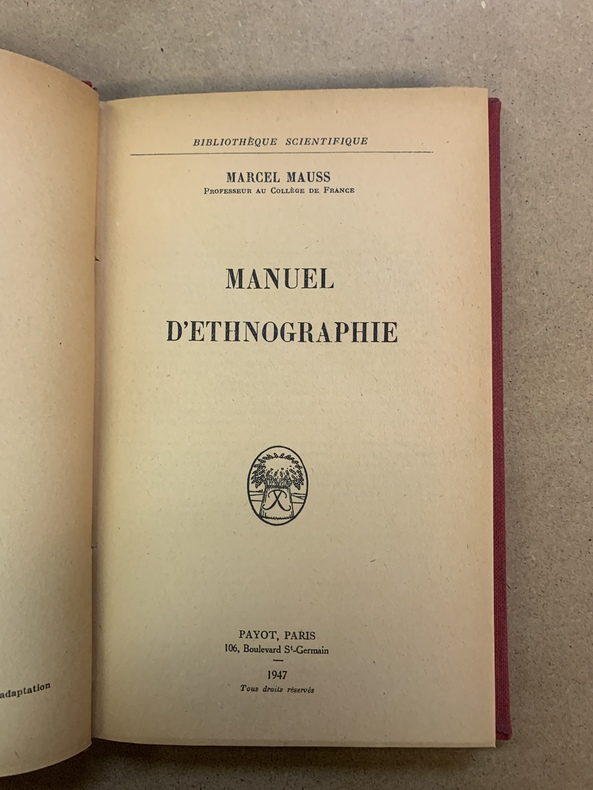 adaptation
BIBLIOTHÈQUE SCIENTIFIQUE
MARCEL MAUSS
PROFESSEUR AU COLLÈGE DE FRANCE
MANUEL
D'ETHNOGRAPHIE
PAYOT, PARIS
106, Boulevard St-Germain
1947
Tous droits réservés